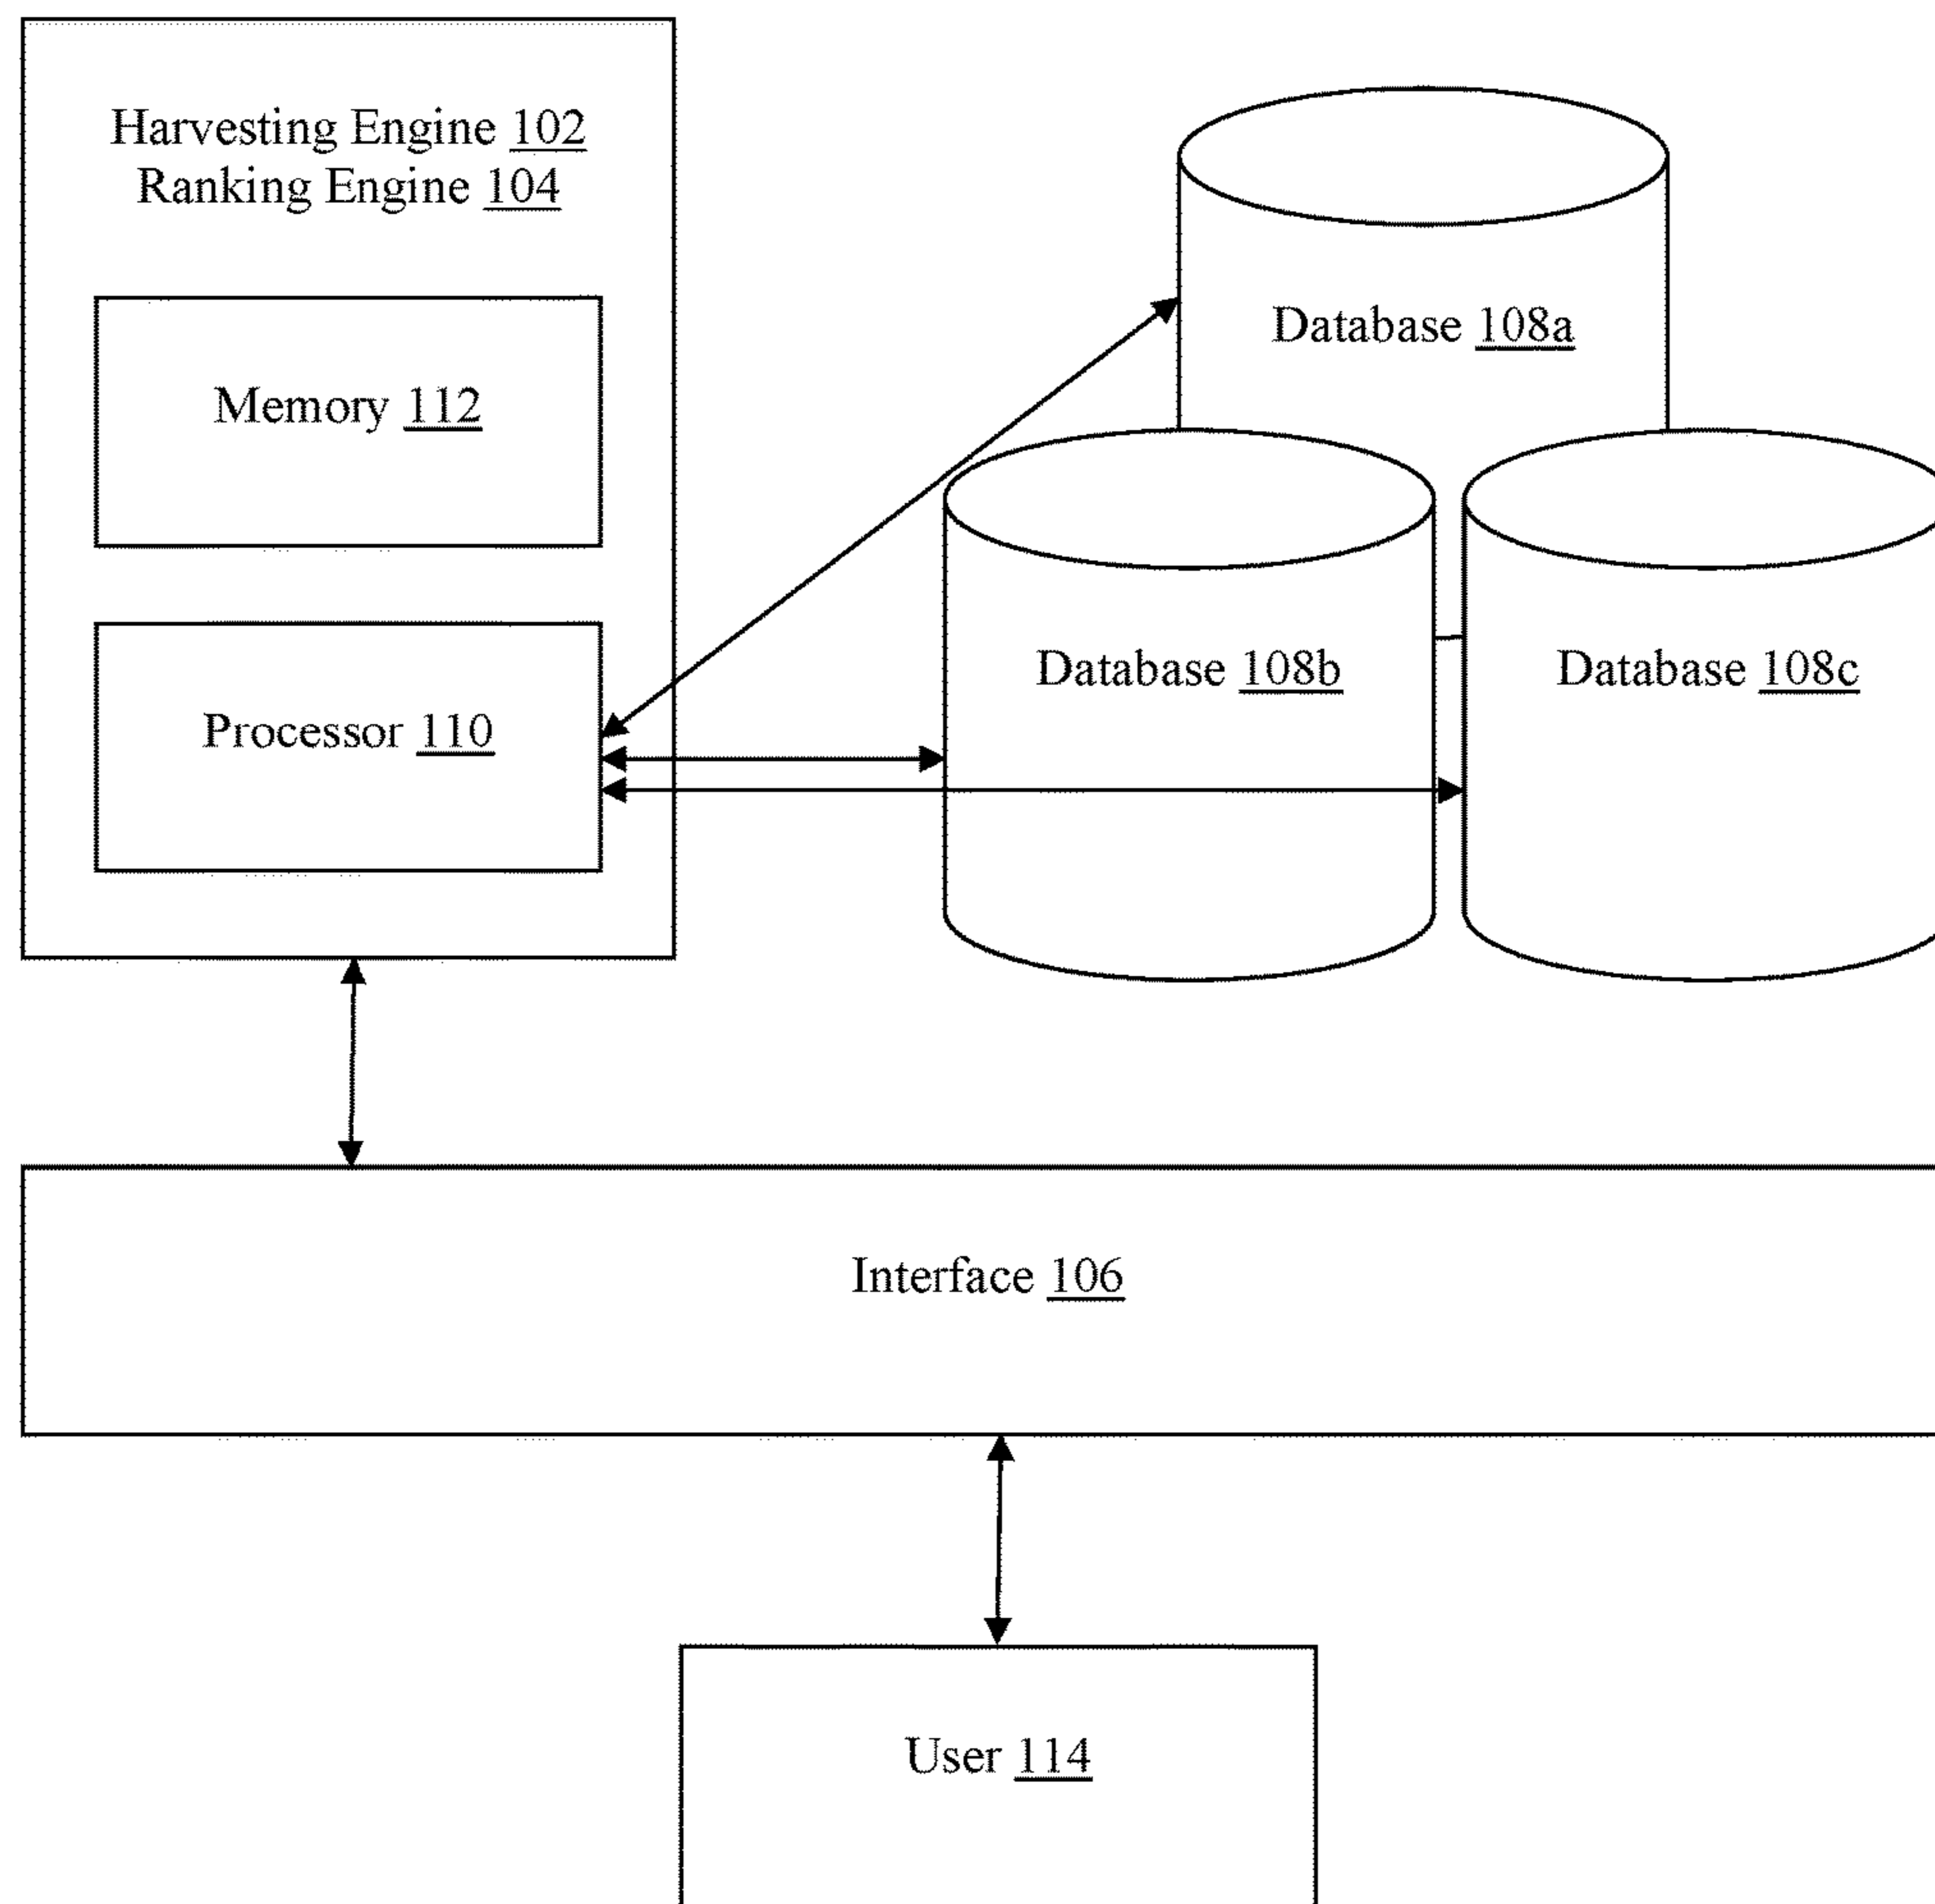 Harvesting Engine 102
Ranking Engine 104
Memory 112
Processor 110
Database 108a
Database 108b
Database 108c
Interface 106
User 114